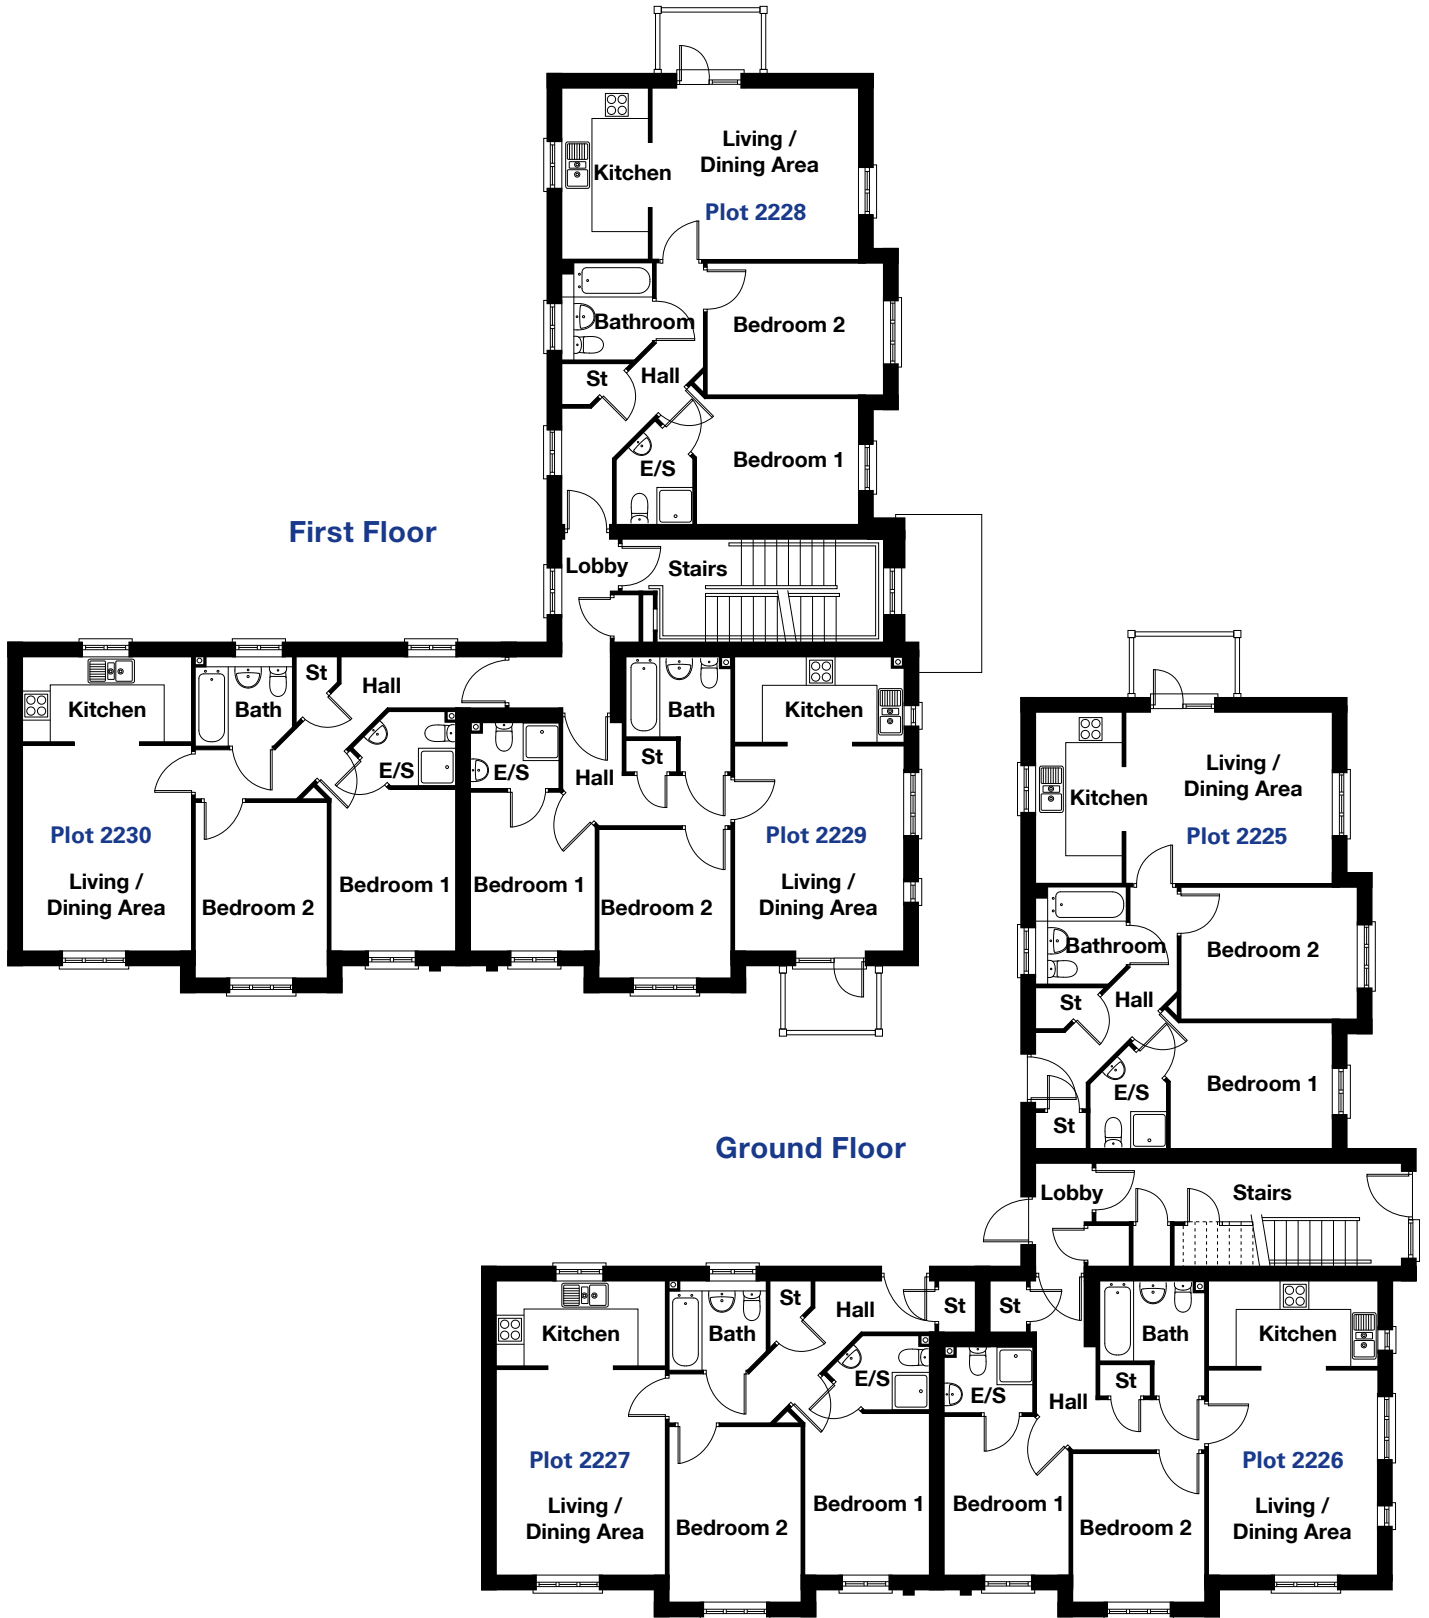 First Floor
Living /
Dining Area
Kitchen
Plot 2228
Bathroom
Bedroom 2
St
Hall
E/S
Bedroom 1
Lobby
Stairs
Kitchen
Bath
St
Hall
E/S
Plot 2230
Living /
Dining Area
Bedroom 2
Bedroom 1
E/S
Hall
Bath
St
Kitchen
Bedroom 1
Bedroom 2
Plot 2229
Living /
Dining Area
Ground Floor
Living /
Dining Area
Kitchen
Plot 2225
Bathroom
Bedroom 2
St
Hall
E/S
Bedroom 1
St
Lobby
Stairs
Kitchen
Bath
St
Hall
St
E/S
Plot 2227
Living /
Dining Area
Bedroom 2
Bedroom 1
St
E/S
Hall
Bath
St
Kitchen
Bedroom 1
Bedroom 2
Plot 2226
Living /
Dining Area